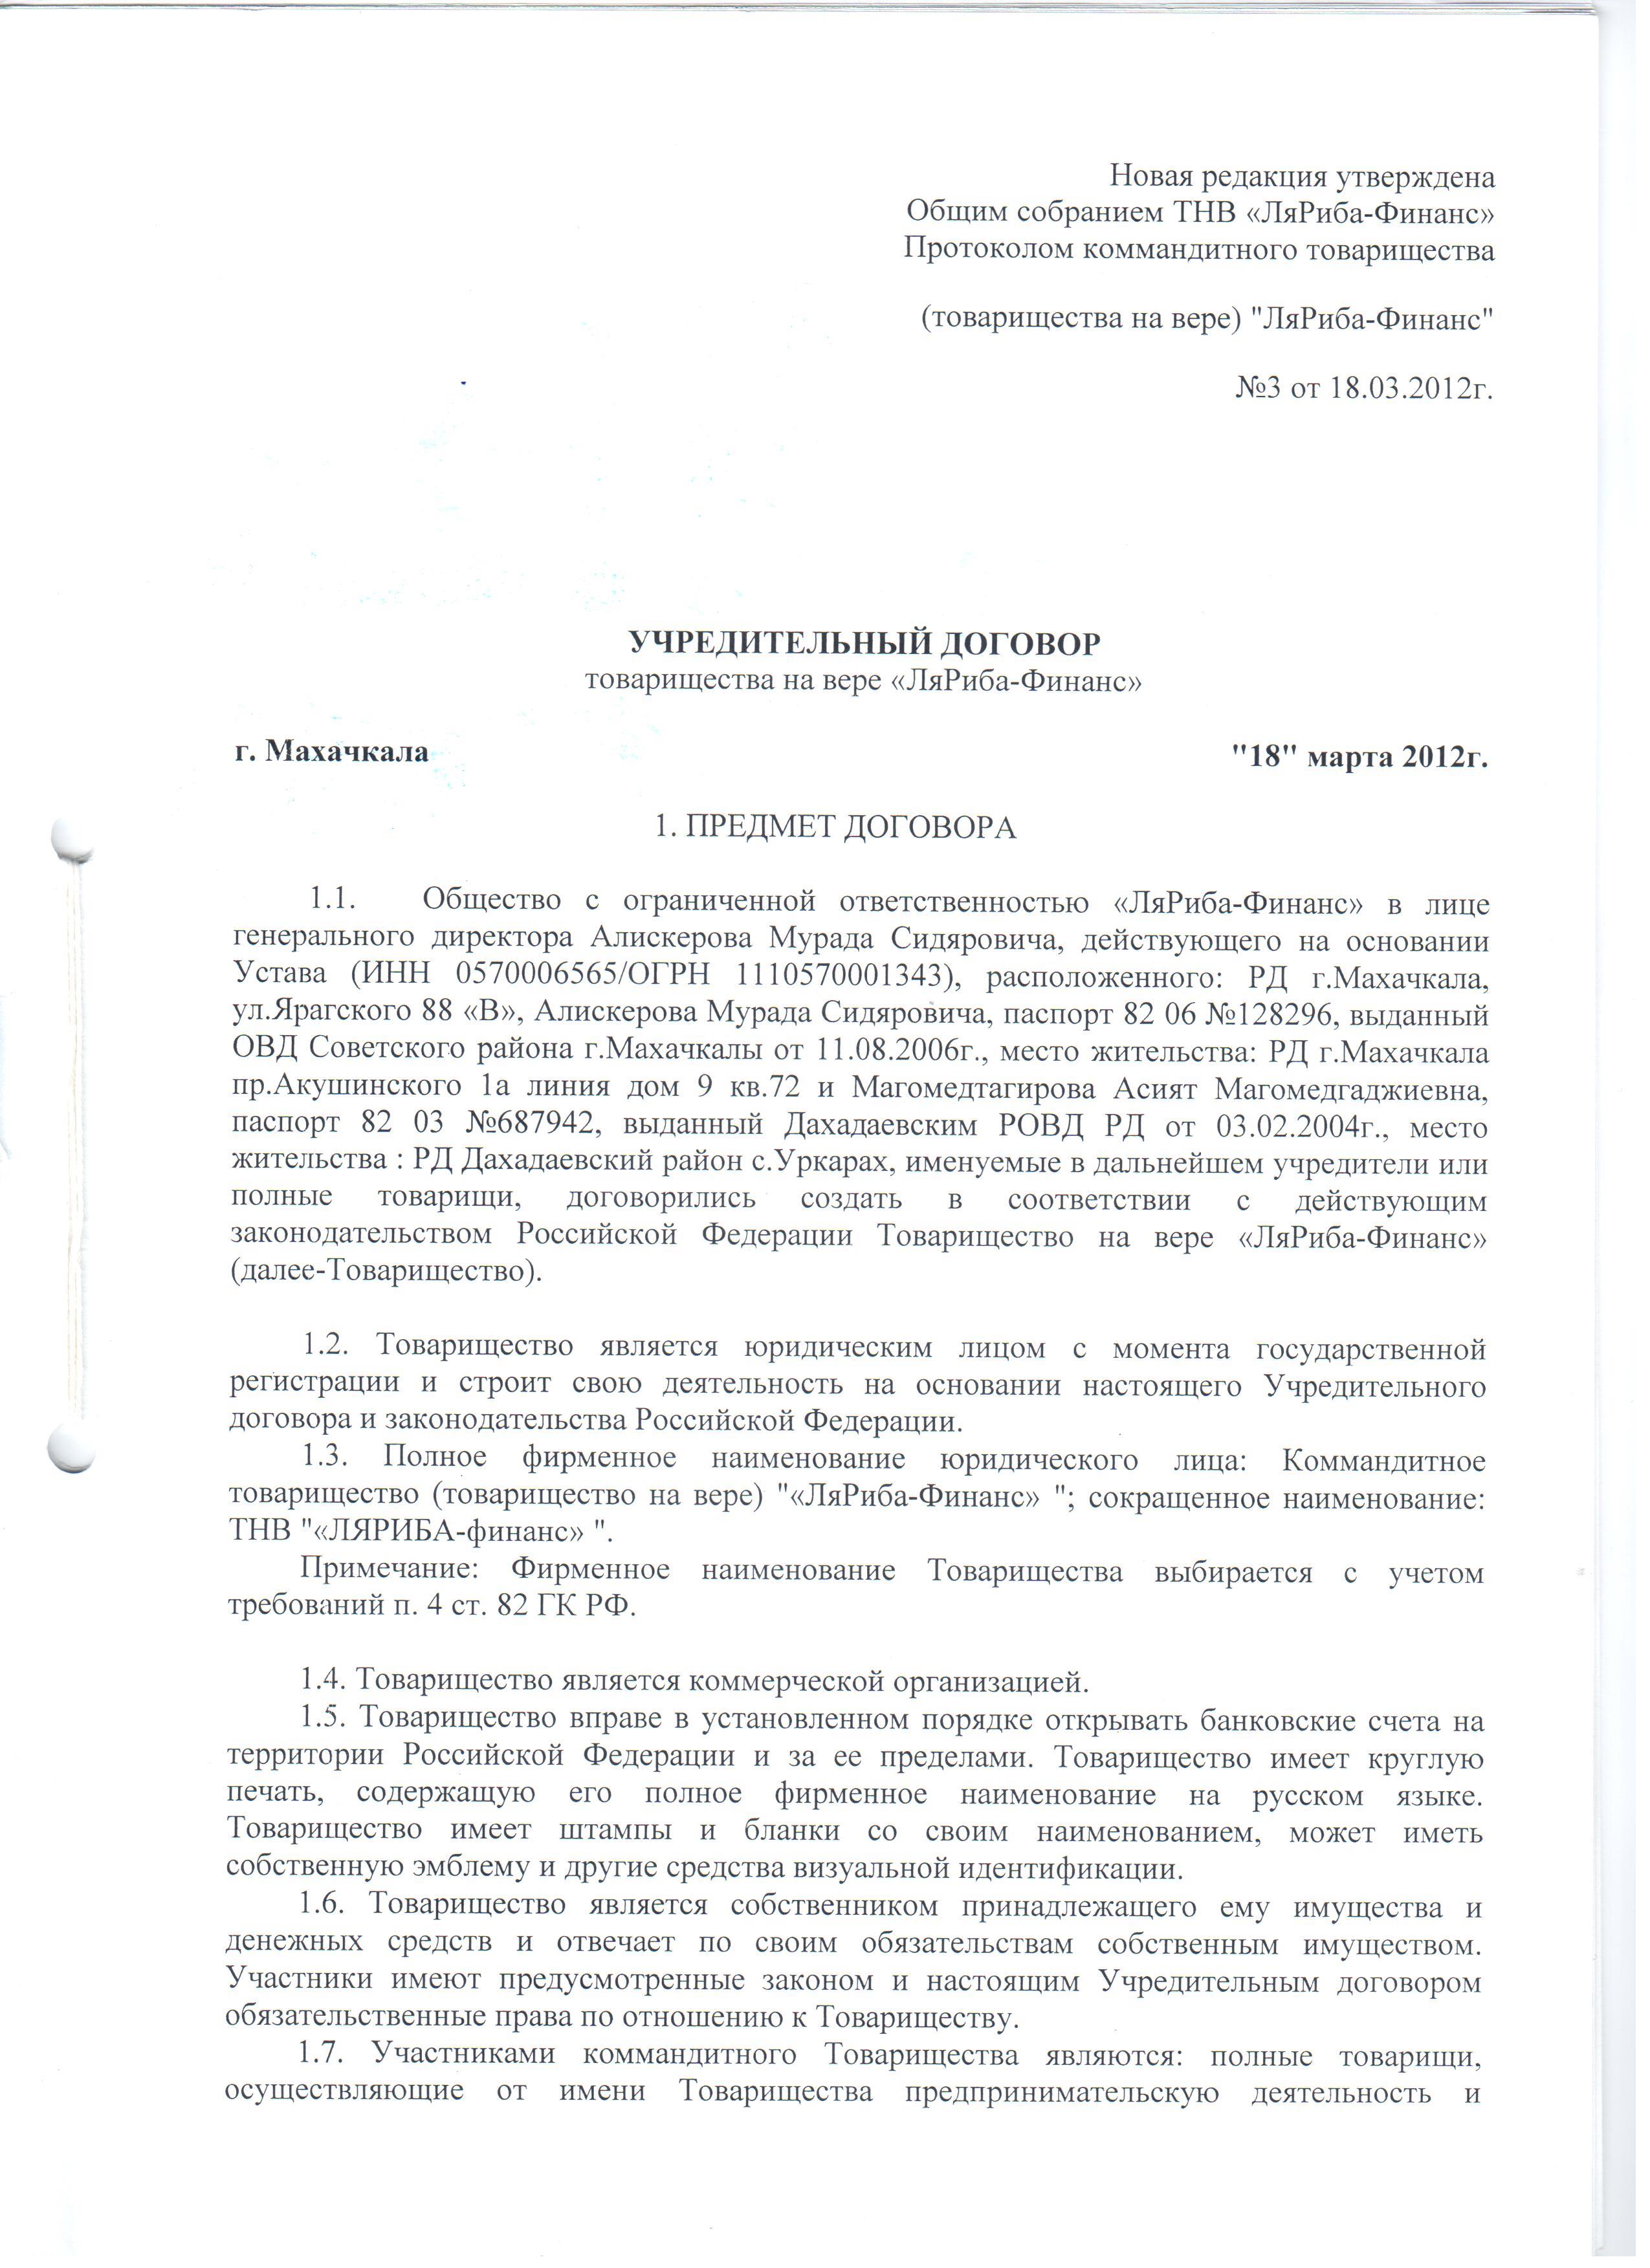 Новая редакция утверждена
Общим собранием ТНВ «ЛяРиба-Финанс»
Протоколом коммандитного товарищества
(товарищества на вере) "ЛяРиба-Финанс"
№3 от 18.03.2012г.
УЧРЕДИТЕЛЬНЫЙ ДОГОВОР
товарищества на вере «ЛяРиба-Финанс»
г. Махачкала "18" марта 2012г.
1. ПРЕДМЕТ ДОГОВОРА
1.1. Общество с ограниченной ответственностью «ЛяРиба-Финанс» в лице
генерального директора Алискерова Мурада Сидяровича, действующего на основании
Устава (ИНН 0570006565/ОГРН 1110570001343), расположенного: РД г.Махачкала,
ул.Ярагского 88 «В», Алискерова Мурада Сидяровича, паспорт 82 06 №128296, выданный
ОВД Советского района г.Махачкалы от 11.08.2006г., место жительства: РД г.Махачкала
пр.Акушинского 1а линия дом 9 кв.72 и Магомедтагирова Асият Магомедгаджиевна,
паспорт 82 03 №687942, выданный Дахадаевским РОВД РД от 03.02.2004г., место
жительства : РД Дахадаевский район с.Уркарах, именуемые в дальнейшем учредители или
полные товарищи, договорились создать в соответствии с действующим
законодательством Российской Федерации Товарищество на вере «ЛяРиба-Финанс»
(далее-Товарищество).
1.2. Товарищество является юридическим лицом с момента государственной
регистрации и строит свою деятельность на основании настоящего Учредительного
договора и законодательства Российской Федерации.
1.3. Полное фирменное наименование юридического лица: Коммандитное
товарищество (товарищество на вере) "«ЛяРиба-Финанс» "; сокращенное наименование:
ТНВ "«ЛЯРИБА-финанс» ".
Примечание: Фирменное наименование Товарищества выбирается с учетом
требований п. 4 ст. 82 ГК РФ.
1.4. Товарищество является коммерческой организацией.
1.5. Товарищество вправе в установленном порядке открывать банковские счета на
территории Российской Федерации и за ее пределами. Товарищество имеет круглую
печать, содержащую его полное фирменное наименование на русском языке.
Товарищество имеет штампы и бланки со своим наименованием, может иметь
собственную эмблему и другие средства визуальной идентификации.
1.6. Товарищество является собственником принадлежащего ему имущества и
денежных средств и отвечает по своим обязательствам собственным имуществом.
Участники имеют предусмотренные законом и настоящим Учредительным договором
обязательственные права по отношению к Товариществу.
1.7. Участниками коммандитного Товарищества являются: полные товарищи,
осуществляющие от имени Товарищества предпринимательскую деятельность и